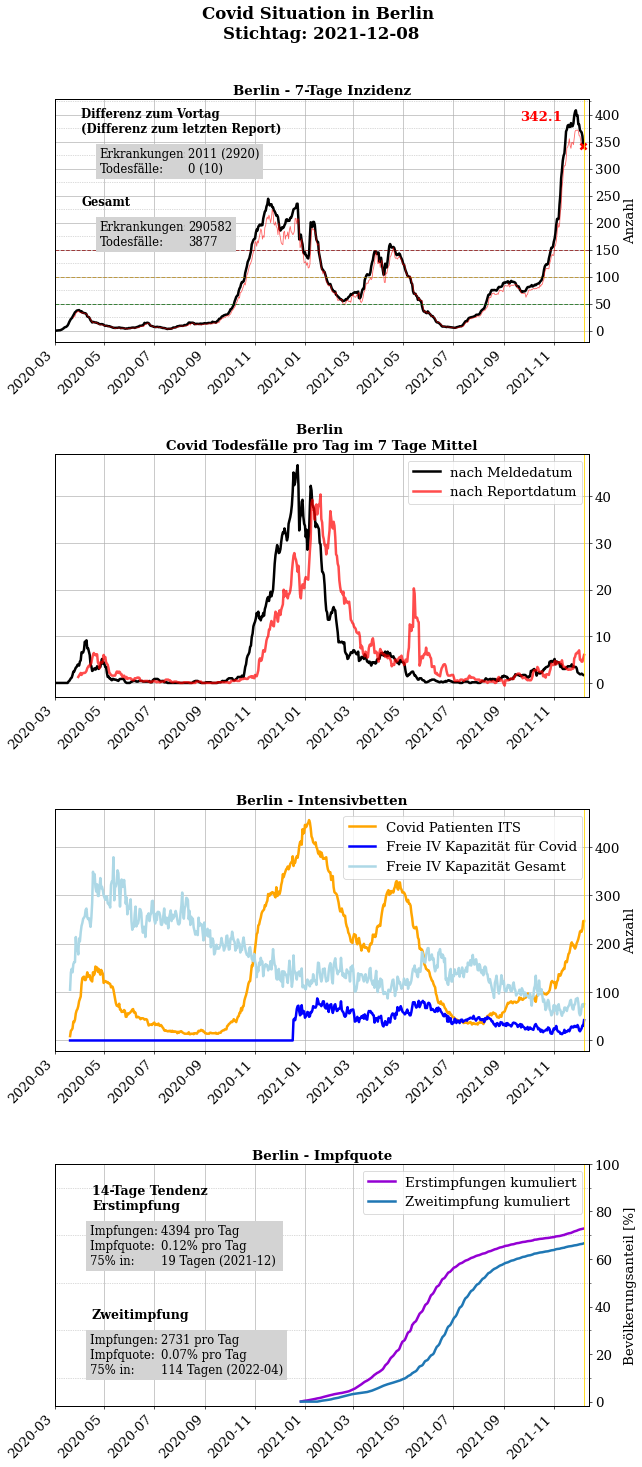 Covid Situation in Berlin
Stichtag: 2021-12-08
Berlin - 7-Tage Inzidenz
Differenz zum Vortag
(Differenz zum letzten Report)
Erkrankungen 2011 (2920)
Todesfälle: 0 (10)
Gesamt
Erkrankungen 290582
Todesfälle: 3877
342.1
400
350
300
250
200
150
100
50
0
Anzahl
2020-03
2020-05
2020-07
2020-09
2020-11
2021-01
2021-03
2021-05
2021-07
2021-09
2021-11
Berlin
Covid Todesfälle pro Tag im 7 Tage Mittel
nach Meldedatum
nach Reportdatum
40
30
20
10
0
2020-03
2020-05
2020-07
2020-09
2020-11
2021-01
2021-03
2021-05
2021-07
2021-09
2021-11
Berlin - Intensivbetten
Covid Patienten ITS
Freie IV Kapazität für Covid
Freie IV Kapazität Gesamt
400
300
200
100
0
Anzahl
2020-03
2020-05
2020-07
2020-09
2020-11
2021-01
2021-03
2021-05
2021-07
2021-09
2021-11
Berlin - Impfquote
14-Tage Tendenz
Erstimpfung
Impfungen: 4394 pro Tag
Impfquote: 0.12% pro Tag
75% in: 19 Tagen (2021-12)
Zweitimpfung
Impfungen: 2731 pro Tag
Impfquote: 0.07% pro Tag
75% in: 114 Tagen (2022-04)
Erstimpfungen kumuliert
Zweitimpfung kumuliert
100
80
60
40
20
0
Bevölkerungsanteil [%]
2020-03
2020-05
2020-07
2020-09
2020-11
2021-01
2021-03
2021-05
2021-07
2021-09
2021-11